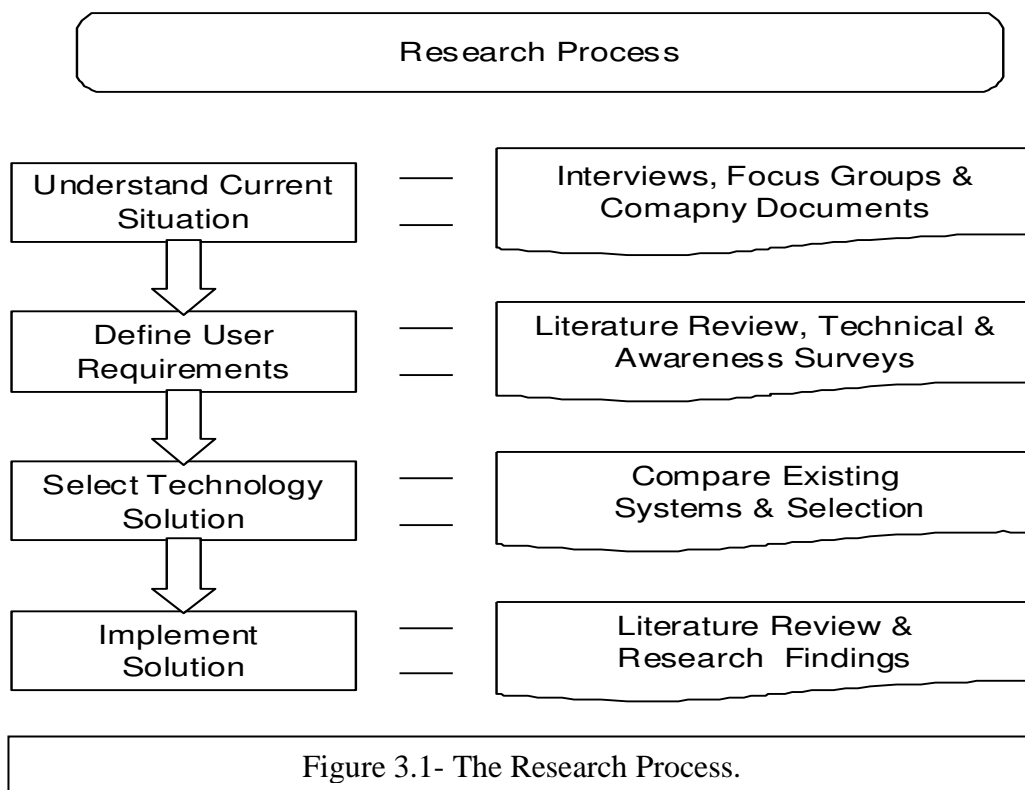 Research Process
Understand Current
Situation
Interviews, Focus Groups &
Comapny Documents
Define User
Requirements
Literature Review, Technical &
Awareness Surveys
Select Technology
Solution
Compare Existing
Systems & Selection
Implement
Solution
Literature Review &
Research Findings
Figure 3.1- The Research Process.